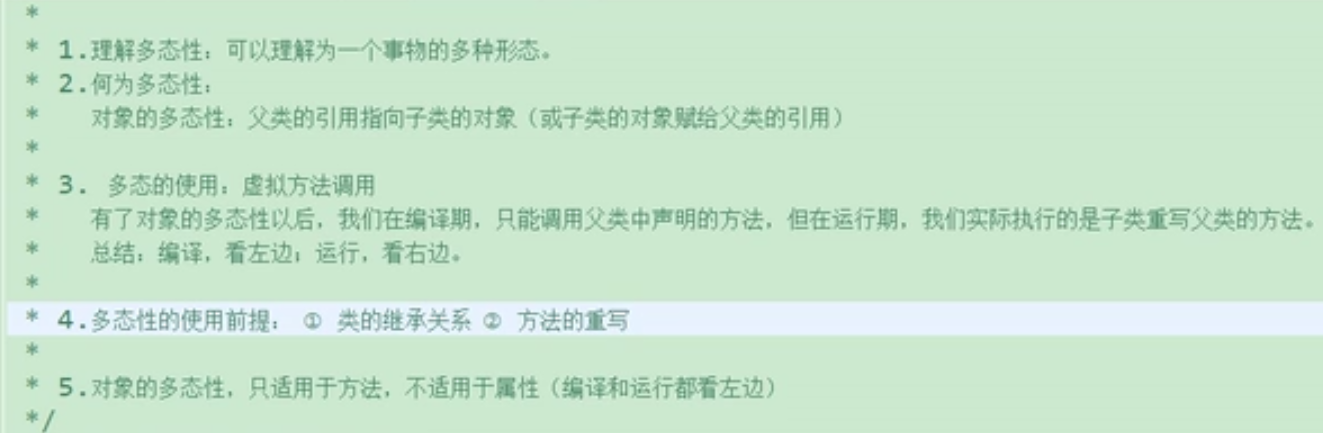 *
* 1.理解多态性：可以理解为一个事物的多种形态。
* 2.何为多态性：
*   对象的多态性：父类的引用指向子类的对象（或子类的对象赋给父类的引用）
*
* 3. 多态的使用：虚拟方法调用
*   有了对象的多态性以后，我们在编译期，只能调用父类中声明的方法，但在运行期，我们实际执行的是子类重写父类的方法。
*   总结：编译，看左边；运行，看右边。
*
* 4.多态性的使用前提： ① 类的继承关系 ② 方法的重写
*
* 5.对象的多态性，只适用于方法，不适用于属性（编译和运行都看左边）
*/